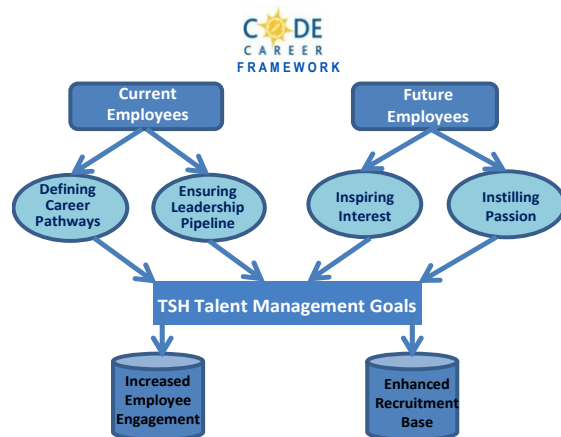 CODE
CAREER
FRAMEWORK
Current
Employees
Future
Employees
Defining
Career
Pathways
Ensuring
Leadership
Pipeline
Inspiring
Interest
Instilling
Passion
TSH Talent Management Goals
Increased
Employee
Engagement
Enhanced
Recruitment
Base